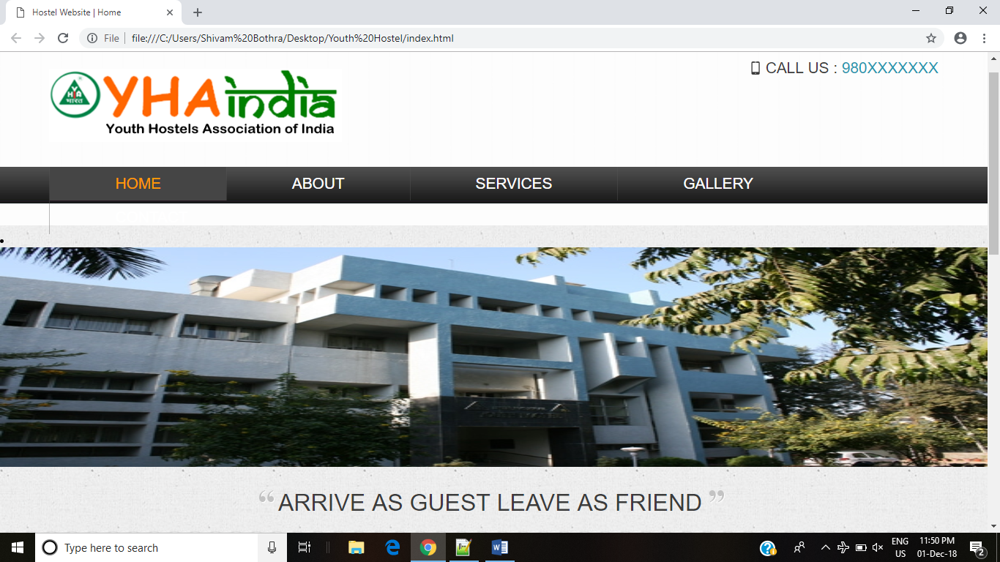 Hostel Website | Home
File
file:///C:/Users/Shivam%20Bothra/Desktop/Youth%20Hostel/index.html
CALL US : 980XXXXXXX
YHA
भारत
YHAindia
Youth Hostels Association of India
HOME ABOUT SERVICES GALLERY
CONTACT
“ ARRIVE AS GUEST LEAVE AS FRIEND ”
Type here to search
ENG
US
11:50 PM
01-Dec-18
2